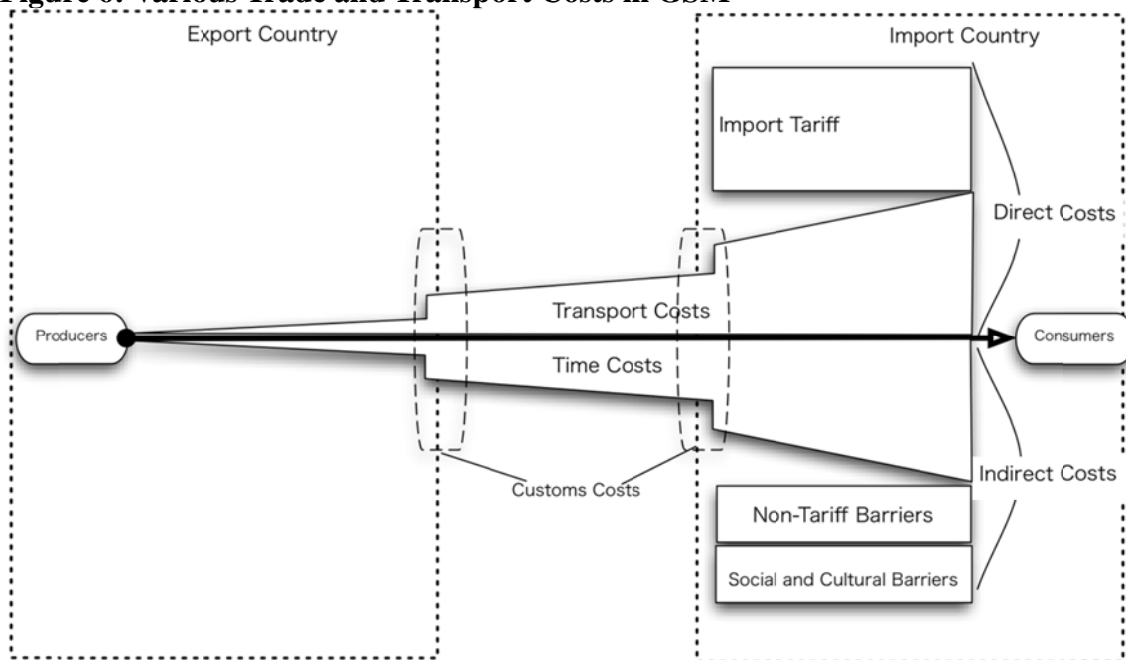 Figure 6: Various Trade and Transport Costs in GSM
Export Country
Import Country
Import Tariff
Direct Costs
Transport Costs
Producers
Consumers
Time Costs
Indirect Costs
Customs Costs
Non-Tariff Barriers
Social and Cultural Barriers